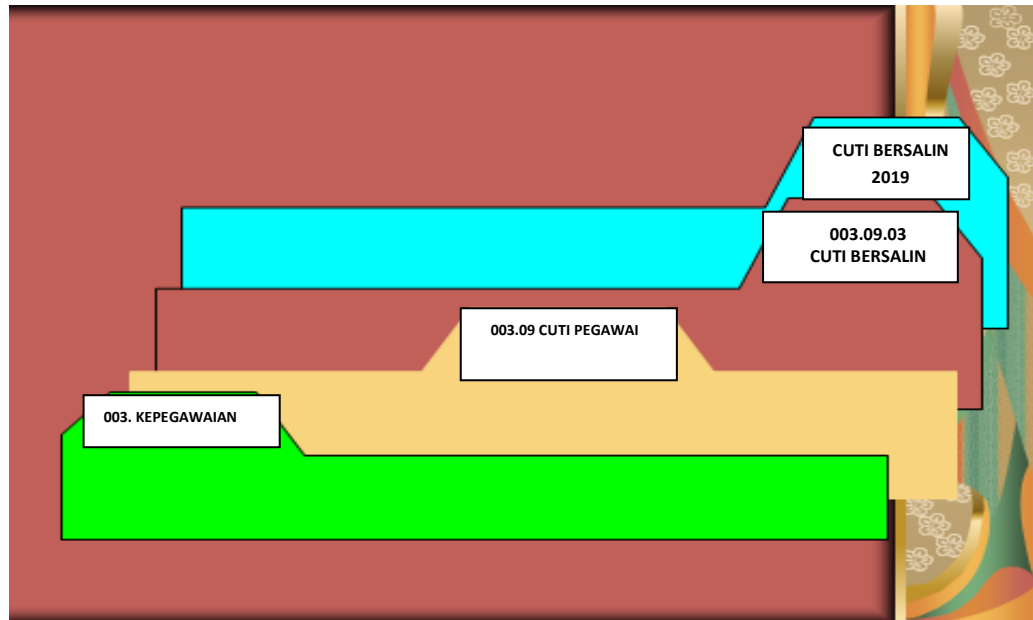 CUTI BERSALIN
2019
003.09.03
CUTI BERSALIN
003.09 CUTI PEGAWAI
003. KEPEGAWAIAN